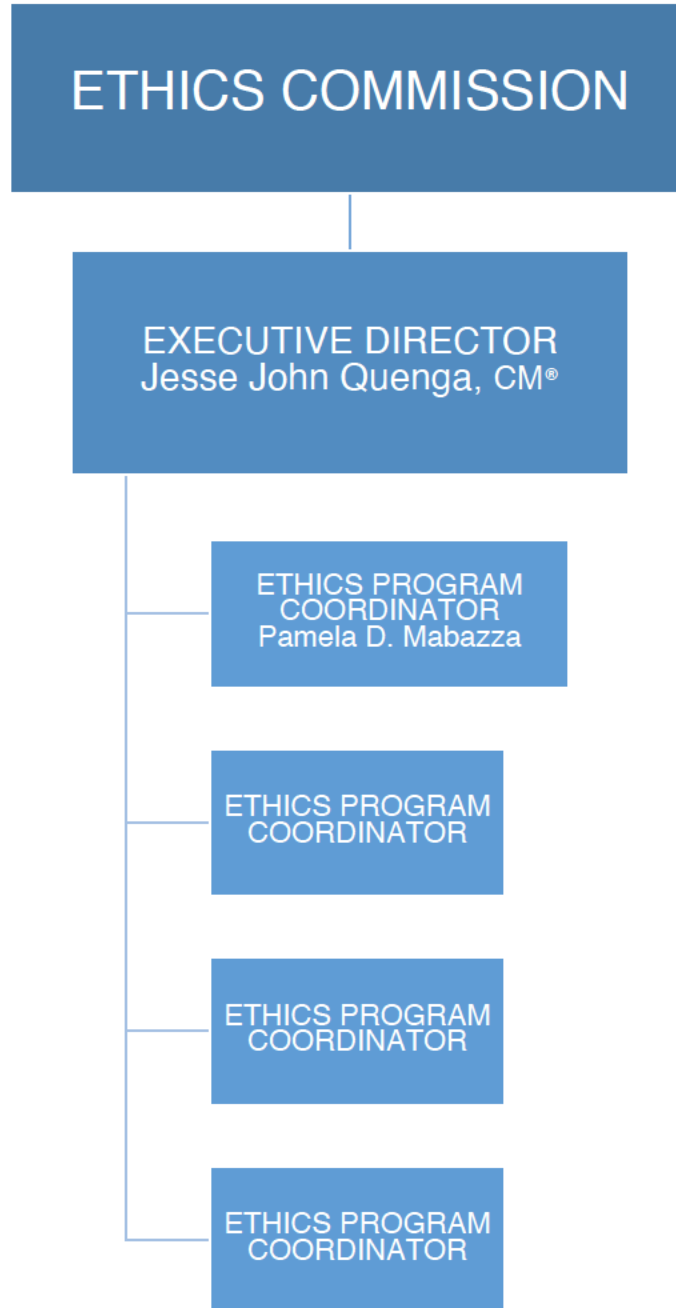 ETHICS COMMISSION
EXECUTIVE DIRECTOR
Jesse John Quenga, CM®
ETHICS PROGRAM
COORDINATOR
Pamela D. Mabazza
ETHICS PROGRAM
COORDINATOR
ETHICS PROGRAM
COORDINATOR
ETHICS PROGRAM
COORDINATOR